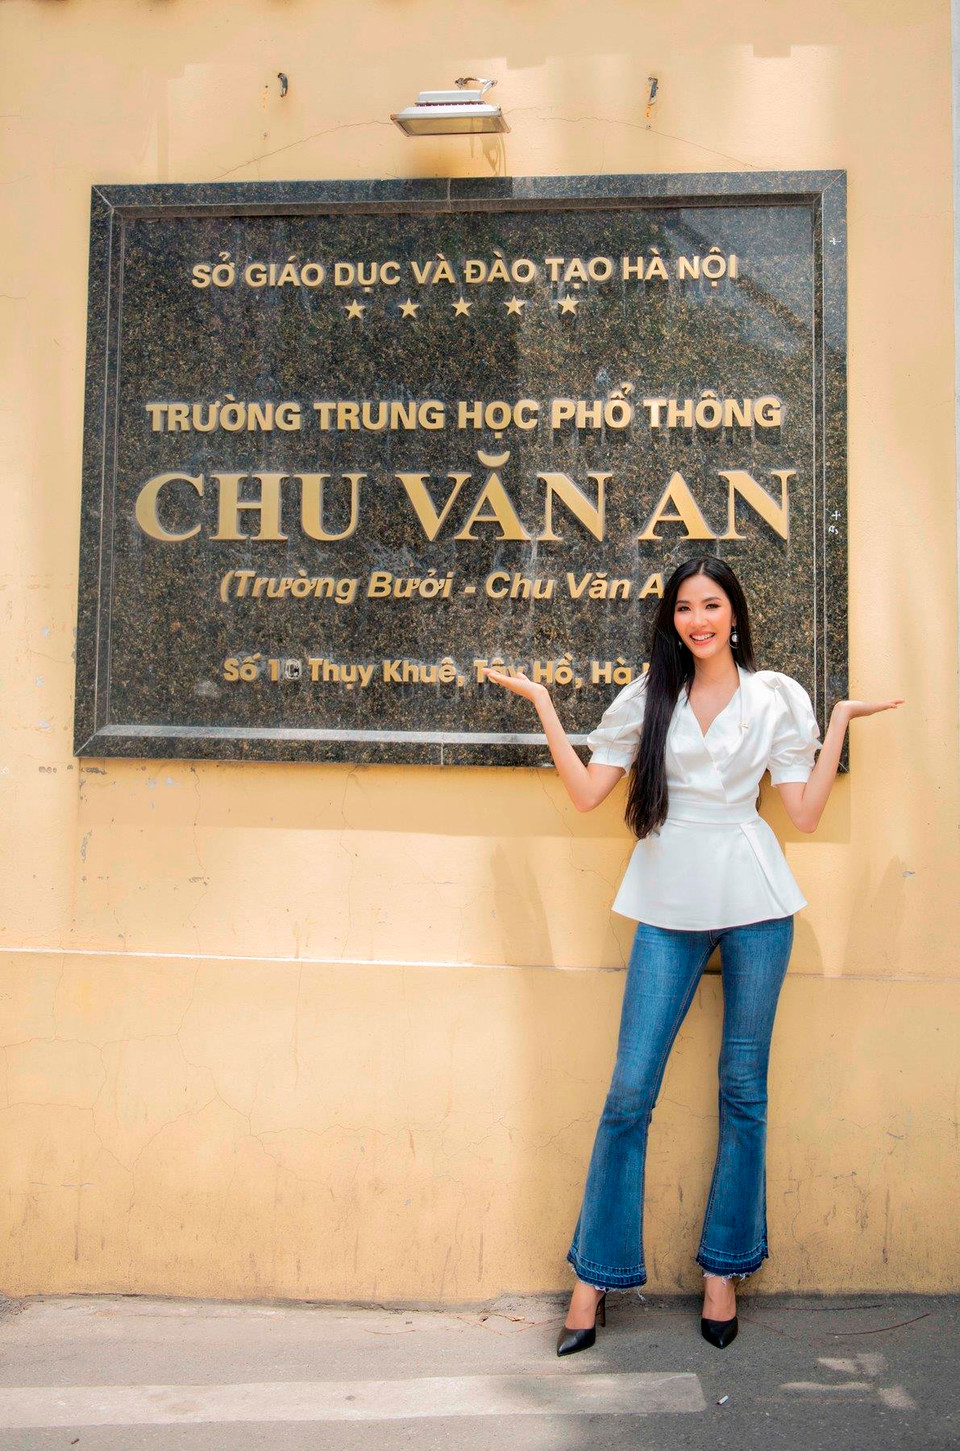 SỞ GIÁO DỤC VÀ ĐÀO TẠO HÀ NỘI
TRƯỜNG TRUNG HỌC PHỔ THÔNG
CHU VĂN AN
(Trường Bưởi - Chu Văn A
Số 10 Thụy Khuê, Tây Hồ, Hà